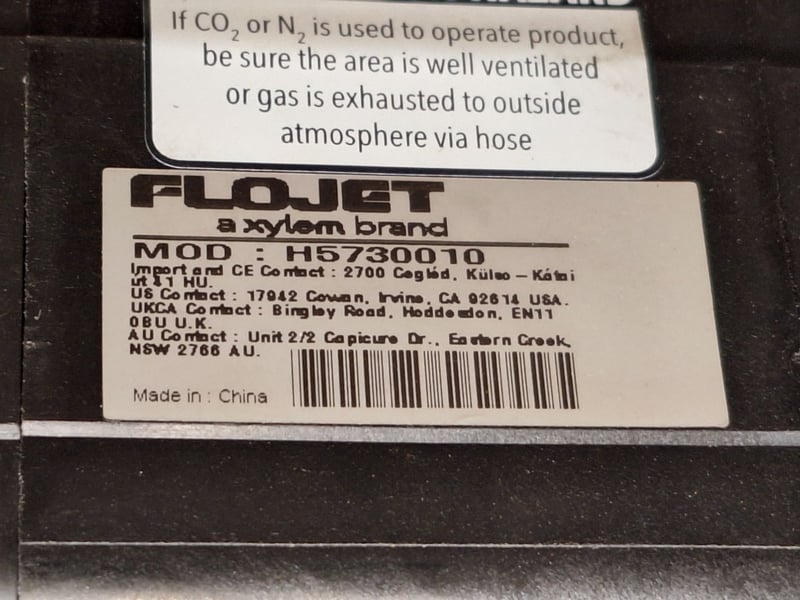 If CO₂ or N₂ is used to operate product,
be sure the area is well ventilated
or gas is exhausted to outside
atmosphere via hose
FLOJET
a xylem brand
MOD : H5730010
Import and CE Contact : 2700 Cegléd, Külso – Kátai
út 41 HU.
US Contact : 17942 Cowan, Irvine, CA 92614 USA.
UKCA Contact : Bingley Road, Hoddesdon, EN11
0BU U.K.
AU Contact : Unit 2/2 Capicure Dr., Eastern Creek,
NSW 2766 AU.
Made in : China